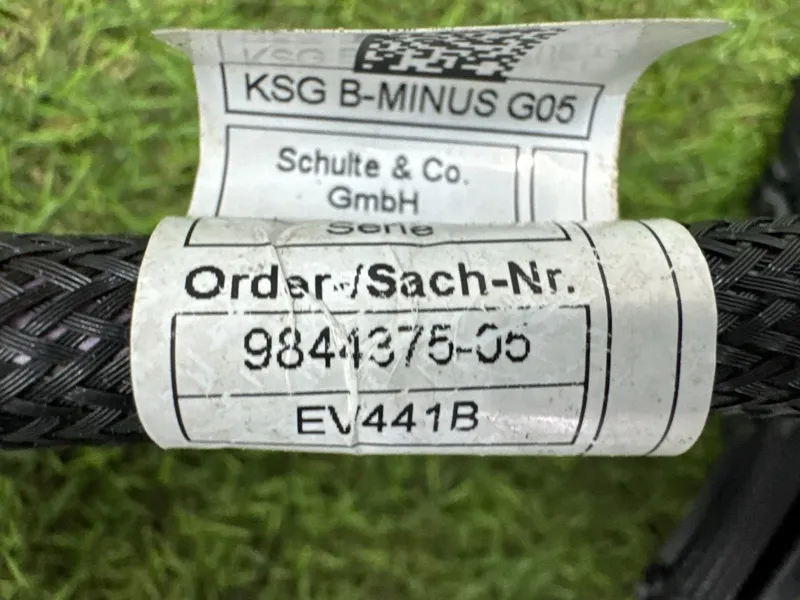 KSG B-MINUS G05
Schulte & Co.
GmbH
Serie
Order-/Sach-Nr.
9844375-05
EV441B